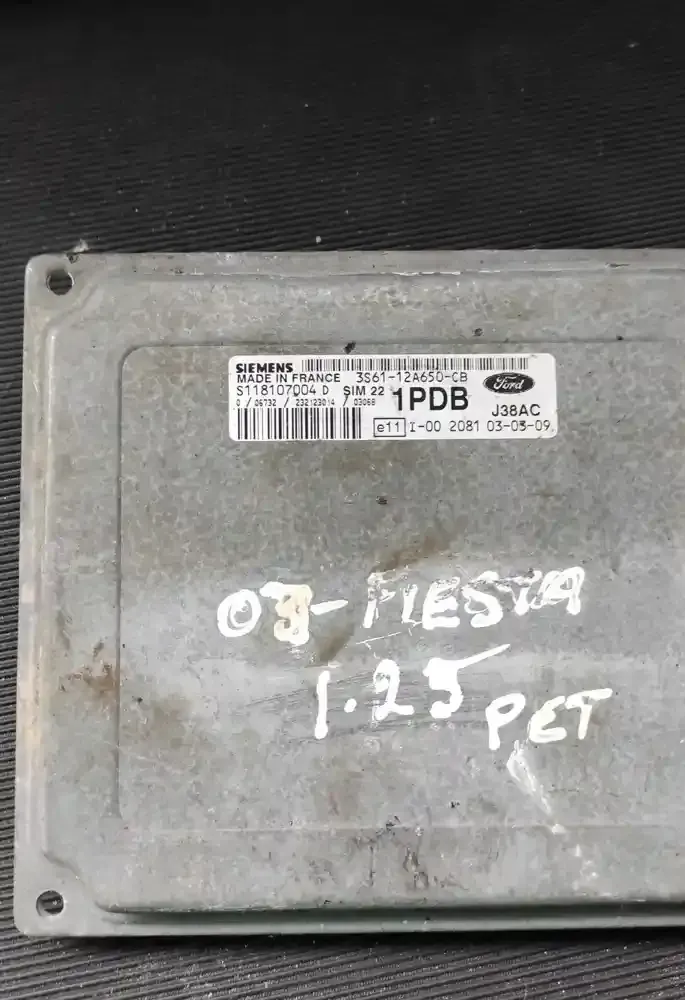 SIEMENS
MADE IN FRANCE 3S61-12A650-CB
Ford
S118107004 D SIM 22 1PDB J38AC
0 / 06732 / 232123014 / 03068
e11 I-00 2081 03-03-09
03-FIESTA
1.25 PET